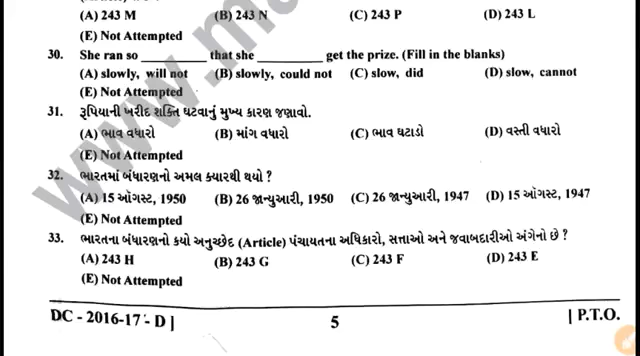 (A) 243 M (B) 243 N (C) 243 P (D) 243 L
(E) Not Attempted
30. She ran so _________ that she _________ get the prize. (Fill in the blanks)
(A) slowly, will not (B) slowly, could not (C) slow, did (D) slow, cannot
(E) Not Attempted
31. રૂપિયાની ખરીદ શક્તિ ઘટવાનું મુખ્ય કારણ જણાવો.
(A) ભાવ વધારો (B) માંગ વધારો (C) ભાવ ઘટાડો (D) વસ્તી વધારો
(E) Not Attempted
32. ભારતમાં બંધારણનો અમલ ક્યારથી થયો ?
(A) 15 ઑગસ્ટ, 1950 (B) 26 જાન્યુઆરી, 1950 (C) 26 જાન્યુઆરી, 1947 (D) 15 ઑગસ્ટ, 1947
(E) Not Attempted
33. ભારતના બંધારણનો કયો અનુચ્છેદ (Article) પંચાયતના અધિકારો, સત્તાઓ અને જવાબદારીઓ અંગેનો છે ?
(A) 243 H (B) 243 G (C) 243 F (D) 243 E
(E) Not Attempted
DC - 2016-17 - D ] 5 [ P.T.O.